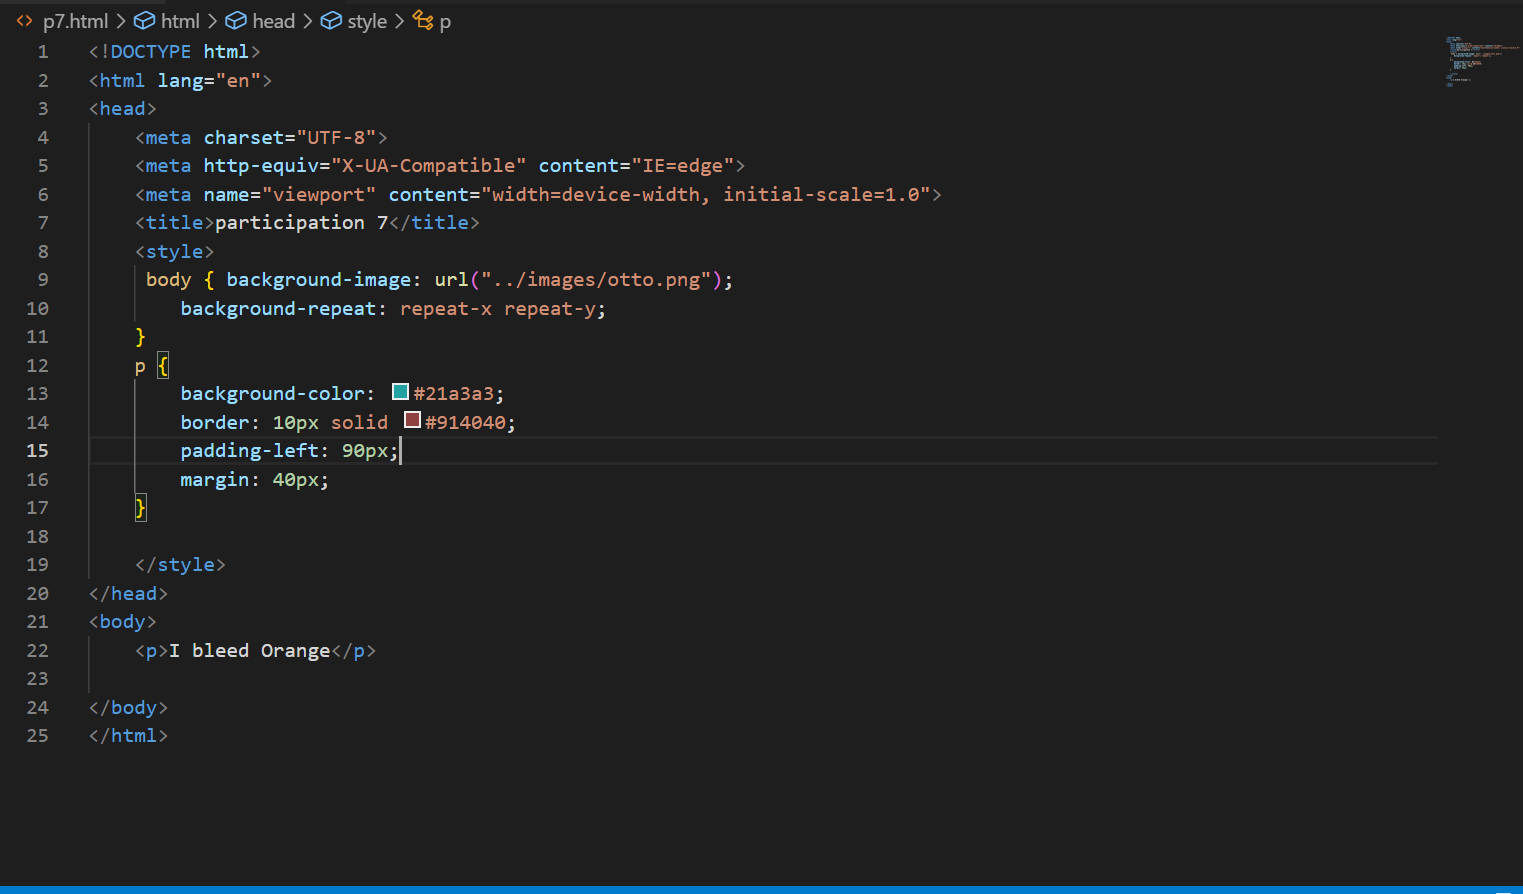 p7.html > html > head > style > p
1 <!DOCTYPE html>
2 <html lang="en">
3 <head>
4     <meta charset="UTF-8">
5     <meta http-equiv="X-UA-Compatible" content="IE=edge">
6     <meta name="viewport" content="width=device-width, initial-scale=1.0">
7     <title>participation 7</title>
8     <style>
9      body { background-image: url("../images/otto.png");
10         background-repeat: repeat-x repeat-y;
11     }
12     p {
13         background-color: #21a3a3;
14         border: 10px solid #914040;
15         padding-left: 90px;
16         margin: 40px;
17     }
18
19     </style>
20 </head>
21 <body>
22     <p>I bleed Orange</p>
23
24 </body>
25 </html>